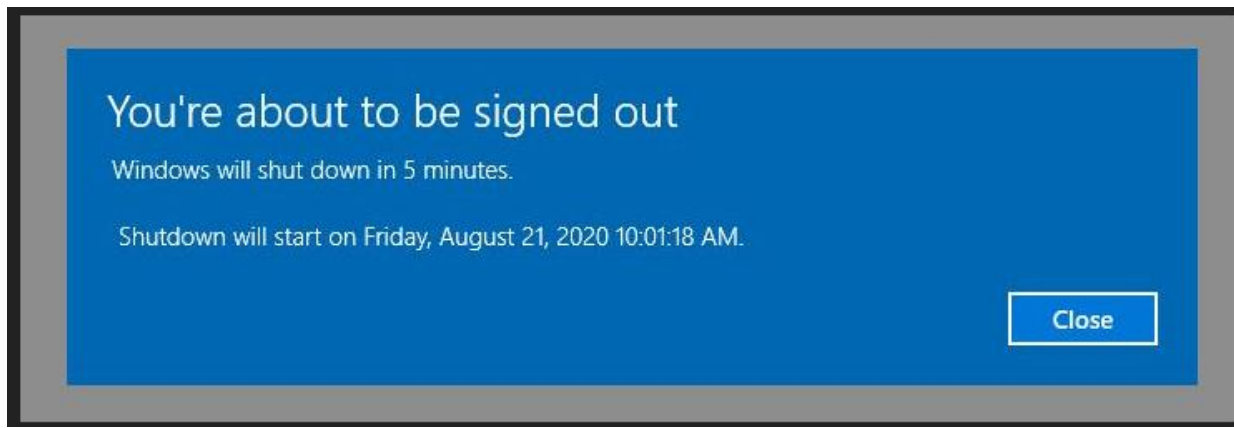 You're about to be signed out
Windows will shut down in 5 minutes.
Shutdown will start on Friday, August 21, 2020 10:01:18 AM.
Close